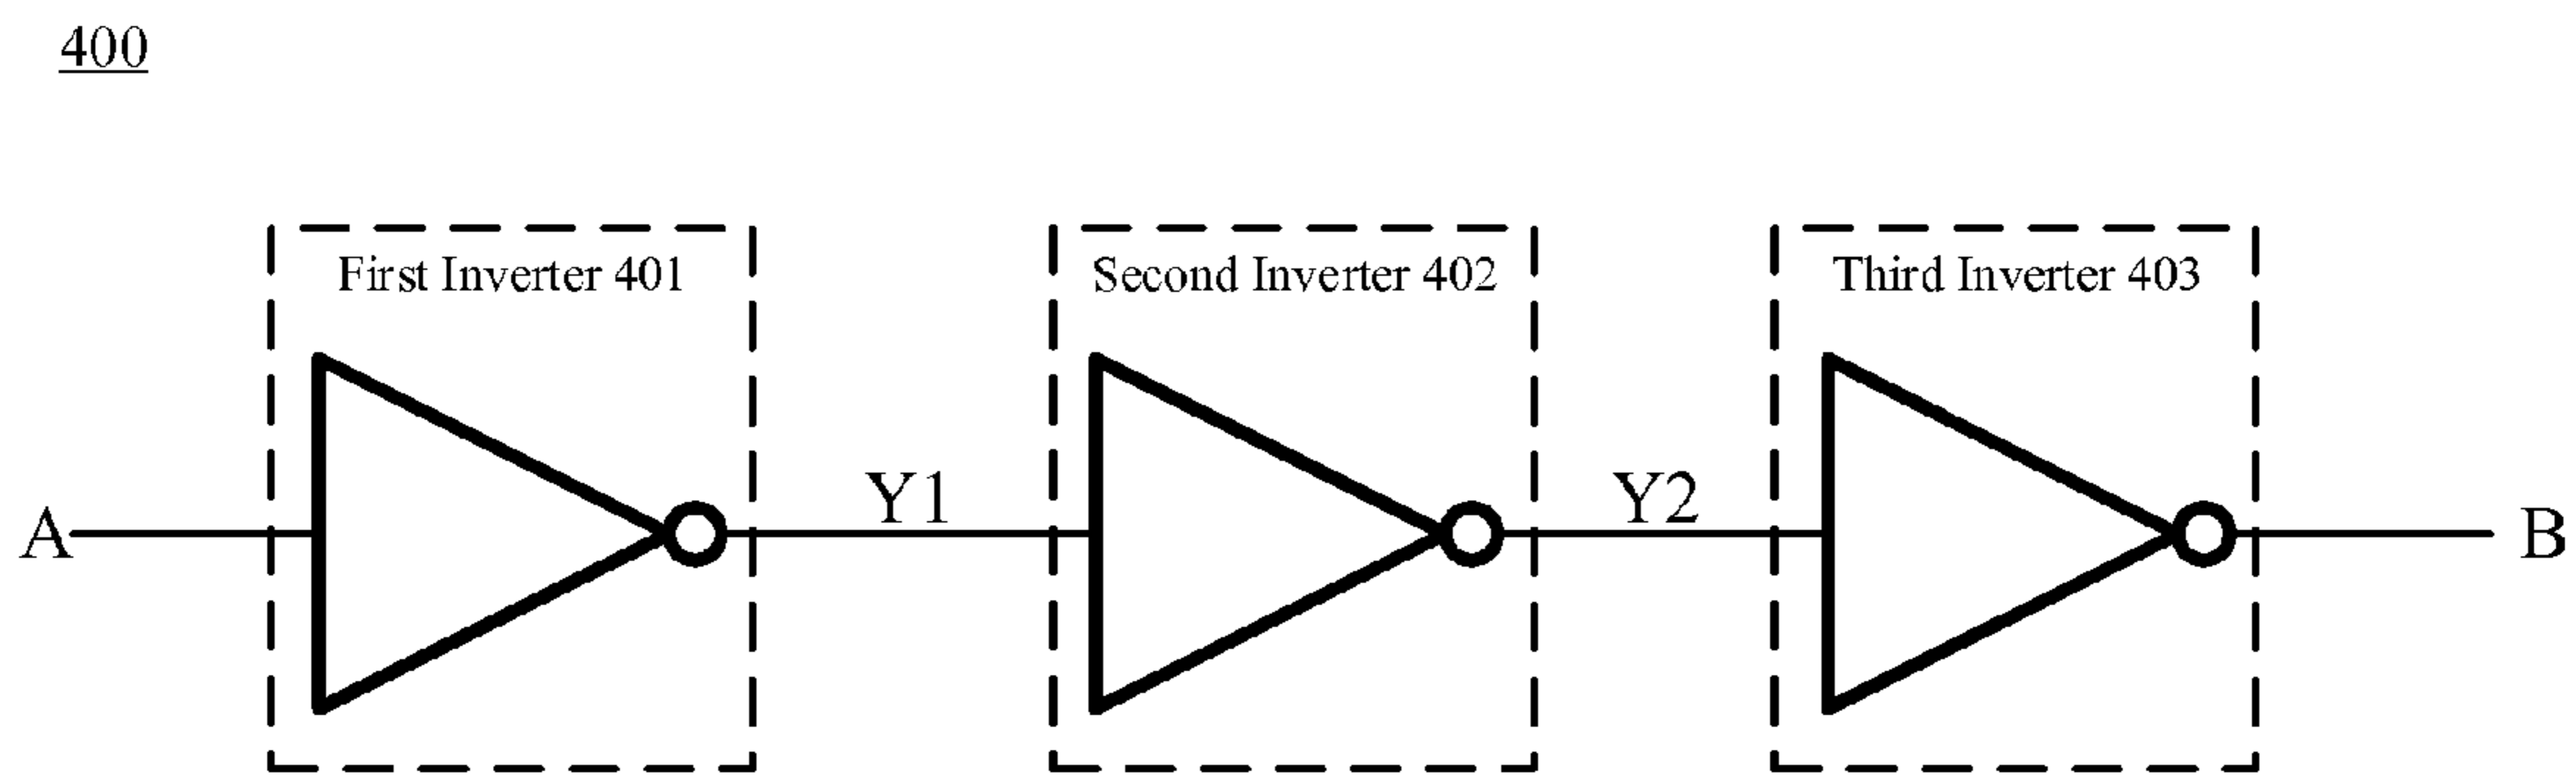 400
First Inverter 401
Second Inverter 402
Third Inverter 403
A
Y1
Y2
B